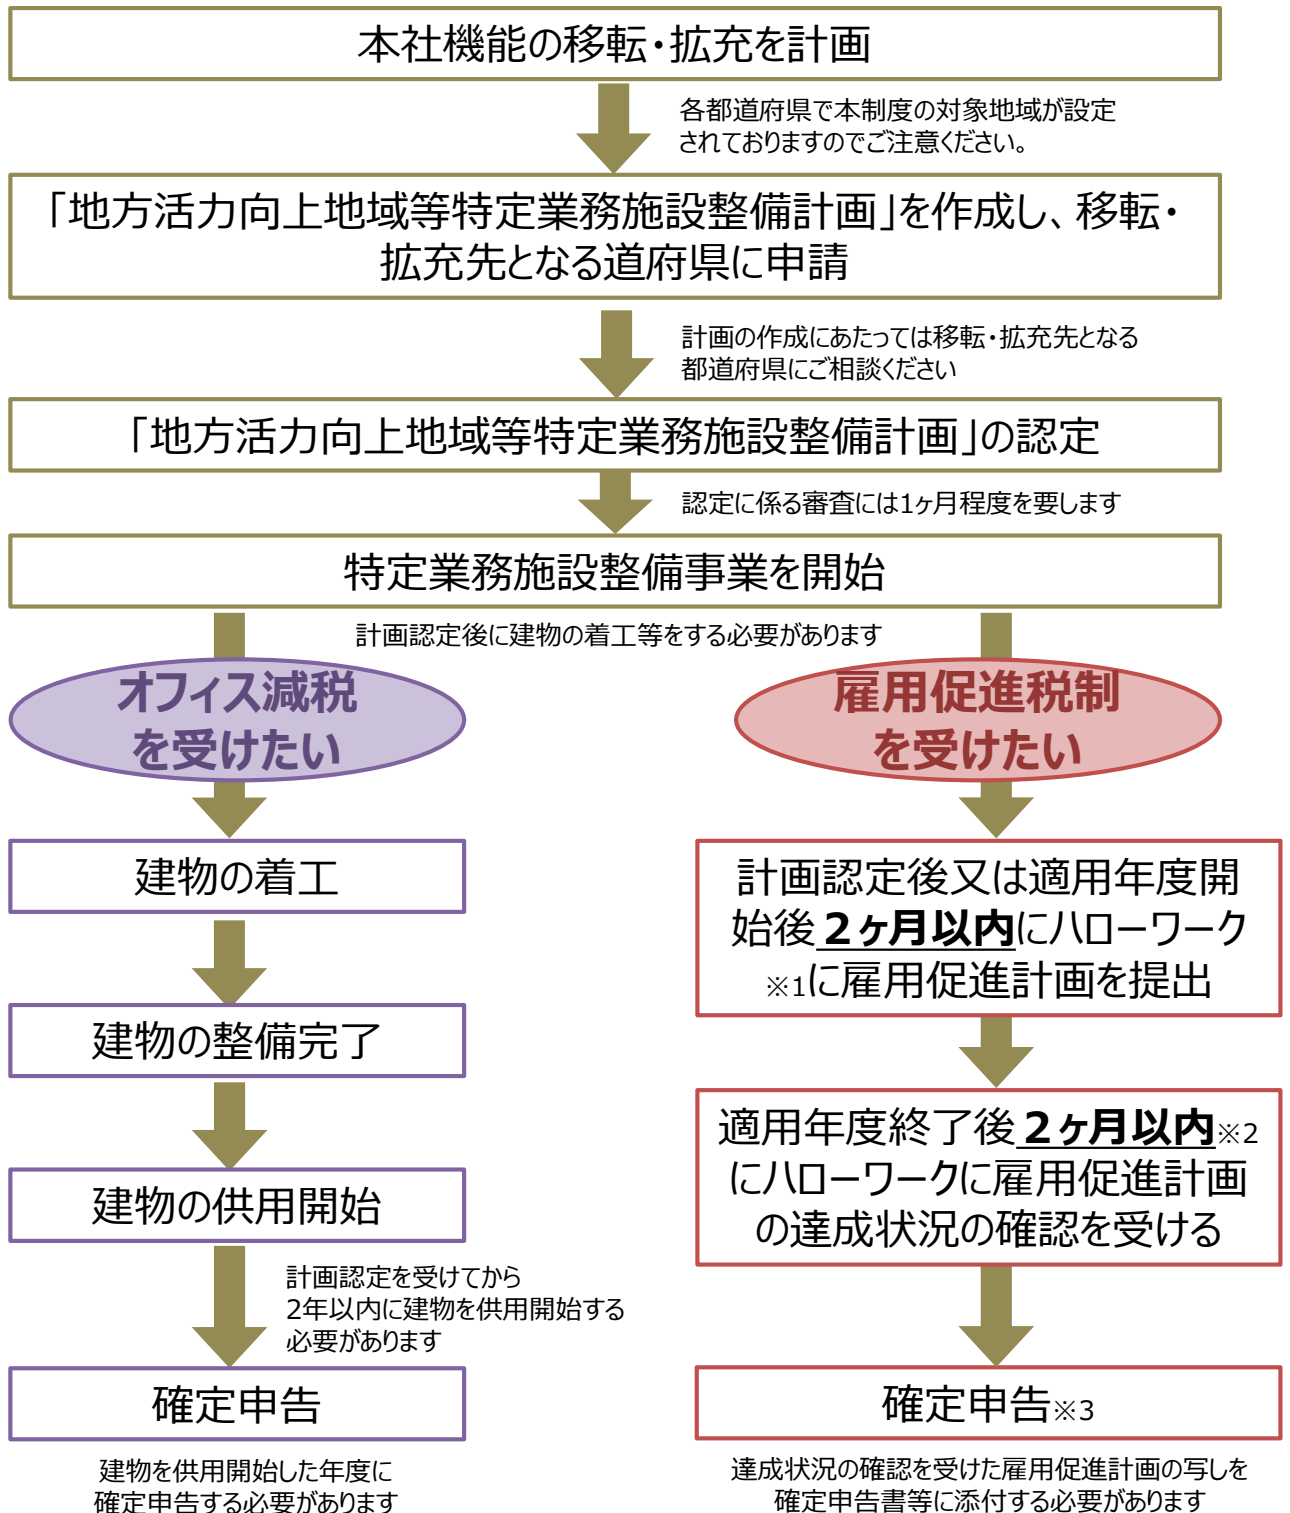 本社機能の移転・拡充を計画
各都道府県で本制度の対象地域が設定
されておりますのでご注意ください。
「地方活力向上地域等特定業務施設整備計画」を作成し、移転・
拡充先となる道府県に申請
計画の作成にあたっては移転・拡充先となる
都道府県にご相談ください
「地方活力向上地域等特定業務施設整備計画」の認定
認定に係る審査には1ヶ月程度を要します
特定業務施設整備事業を開始
計画認定後に建物の着工等をする必要があります
オフィス減税
を受けたい
建物の着工
建物の整備完了
建物の供用開始
計画認定を受けてから
2年以内に建物を供用開始する
必要があります
確定申告
建物を供用開始した年度に
確定申告する必要があります
雇用促進税制
を受けたい
計画認定後又は適用年度開
始後２ヶ月以内にハローワーク
※1に雇用促進計画を提出
適用年度終了後２ヶ月以内※2
にハローワークに雇用促進計画
の達成状況の確認を受ける
確定申告※3
達成状況の確認を受けた雇用促進計画の写しを
確定申告書等に添付する必要があります